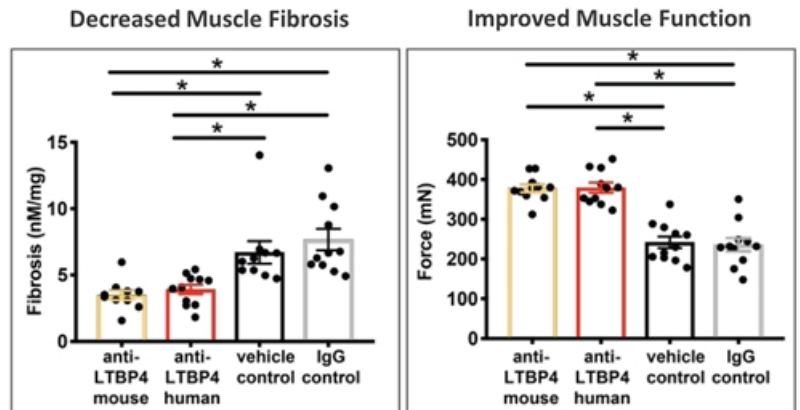 Decreased Muscle Fibrosis
*
*
*
*
15
10
5
0
Fibrosis (nM/mg)
anti-
LTBP4
mouse
anti-
LTBP4
human
vehicle
control
IgG
control
Improved Muscle Function
*
*
*
*
500
400
300
200
100
0
Force (mN)
anti-
LTBP4
mouse
anti-
LTBP4
human
vehicle
control
IgG
control